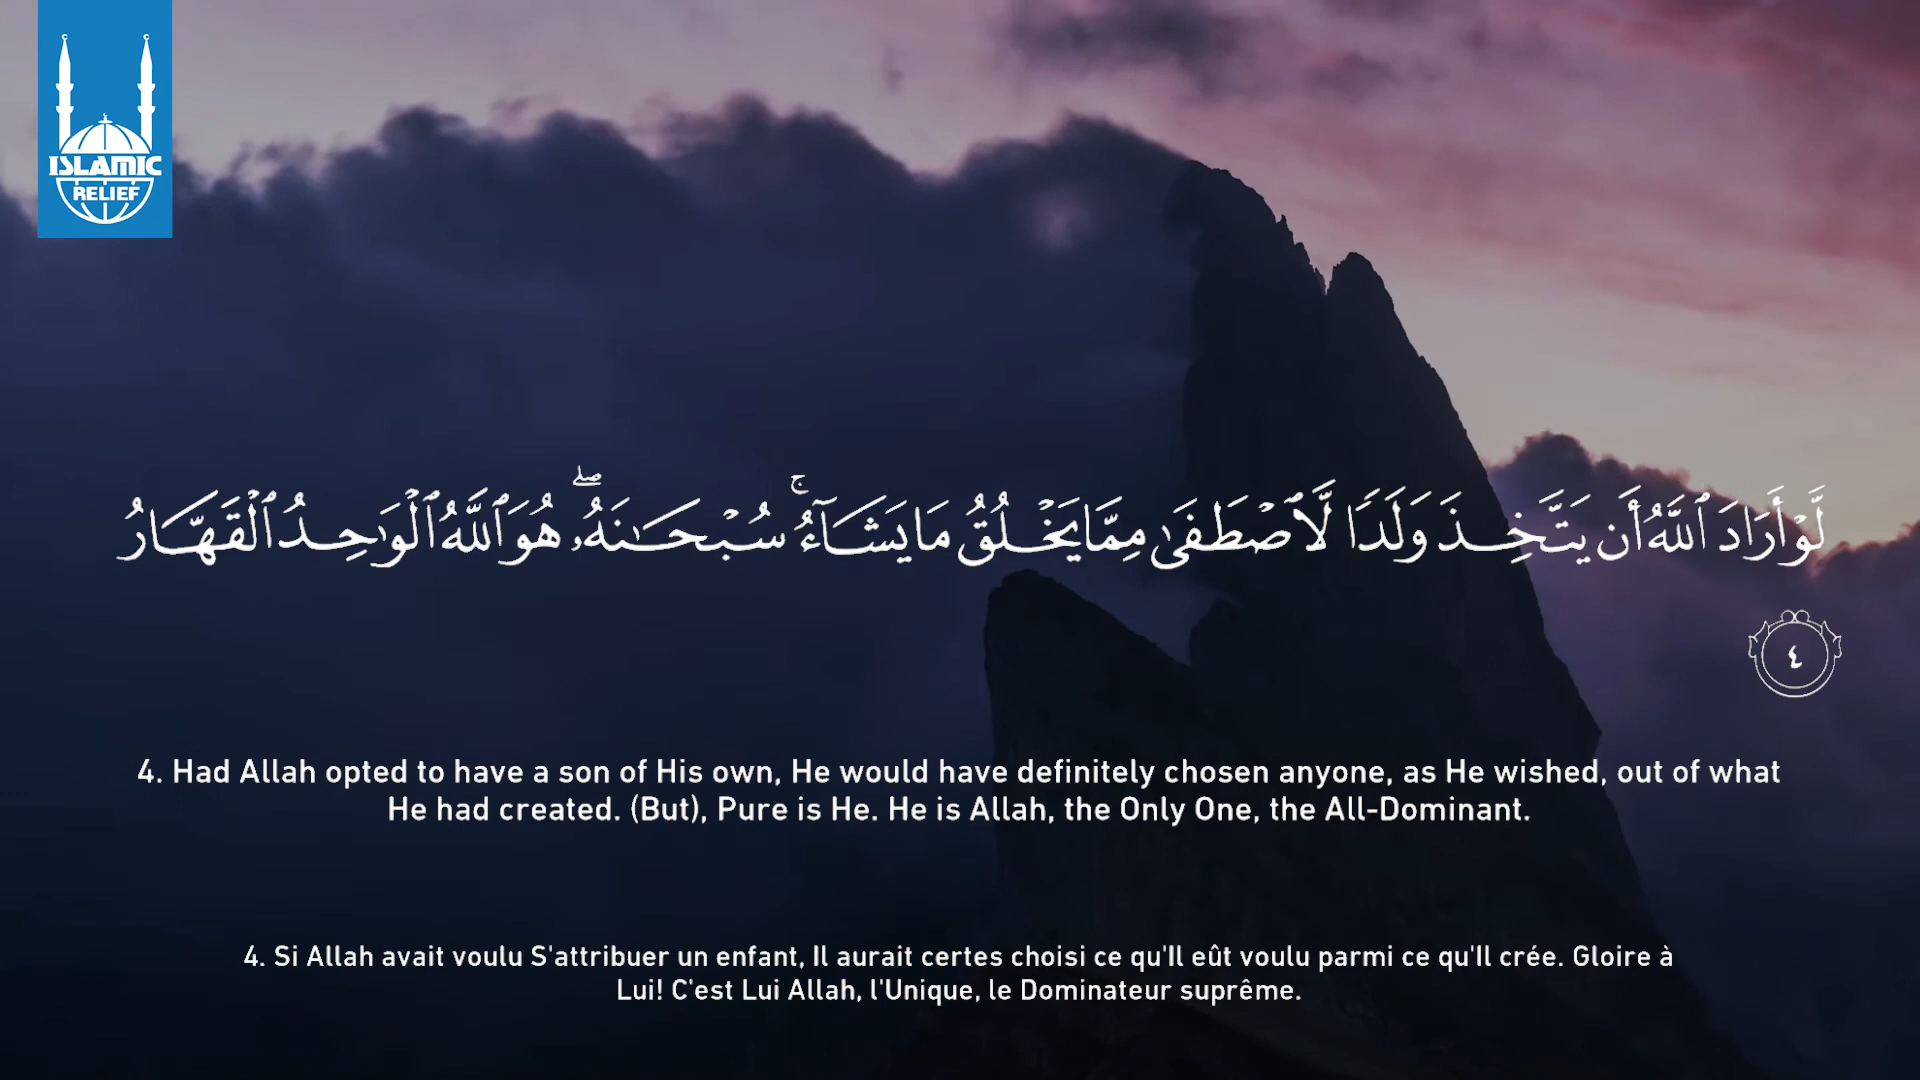 ISLAMIC
RELIEF
لَّوْ أَرَادَ ٱللَّهُ أَن يَتَّخِذَ وَلَدًا لَّٱصْطَفَىٰ مِمَّا يَخْلُقُ مَا يَشَآءُ ۚ سُبْحَـٰنَهُۥ ۖ هُوَ ٱللَّهُ ٱلْوَٰحِدُ ٱلْقَهَّارُ
٤
4. Had Allah opted to have a son of His own, He would have definitely chosen anyone, as He wished, out of what
He had created. (But), Pure is He. He is Allah, the Only One, the All-Dominant.
4. Si Allah avait voulu S'attribuer un enfant, Il aurait certes choisi ce qu'Il eût voulu parmi ce qu'Il crée. Gloire à
Lui! C'est Lui Allah, l'Unique, le Dominateur suprême.